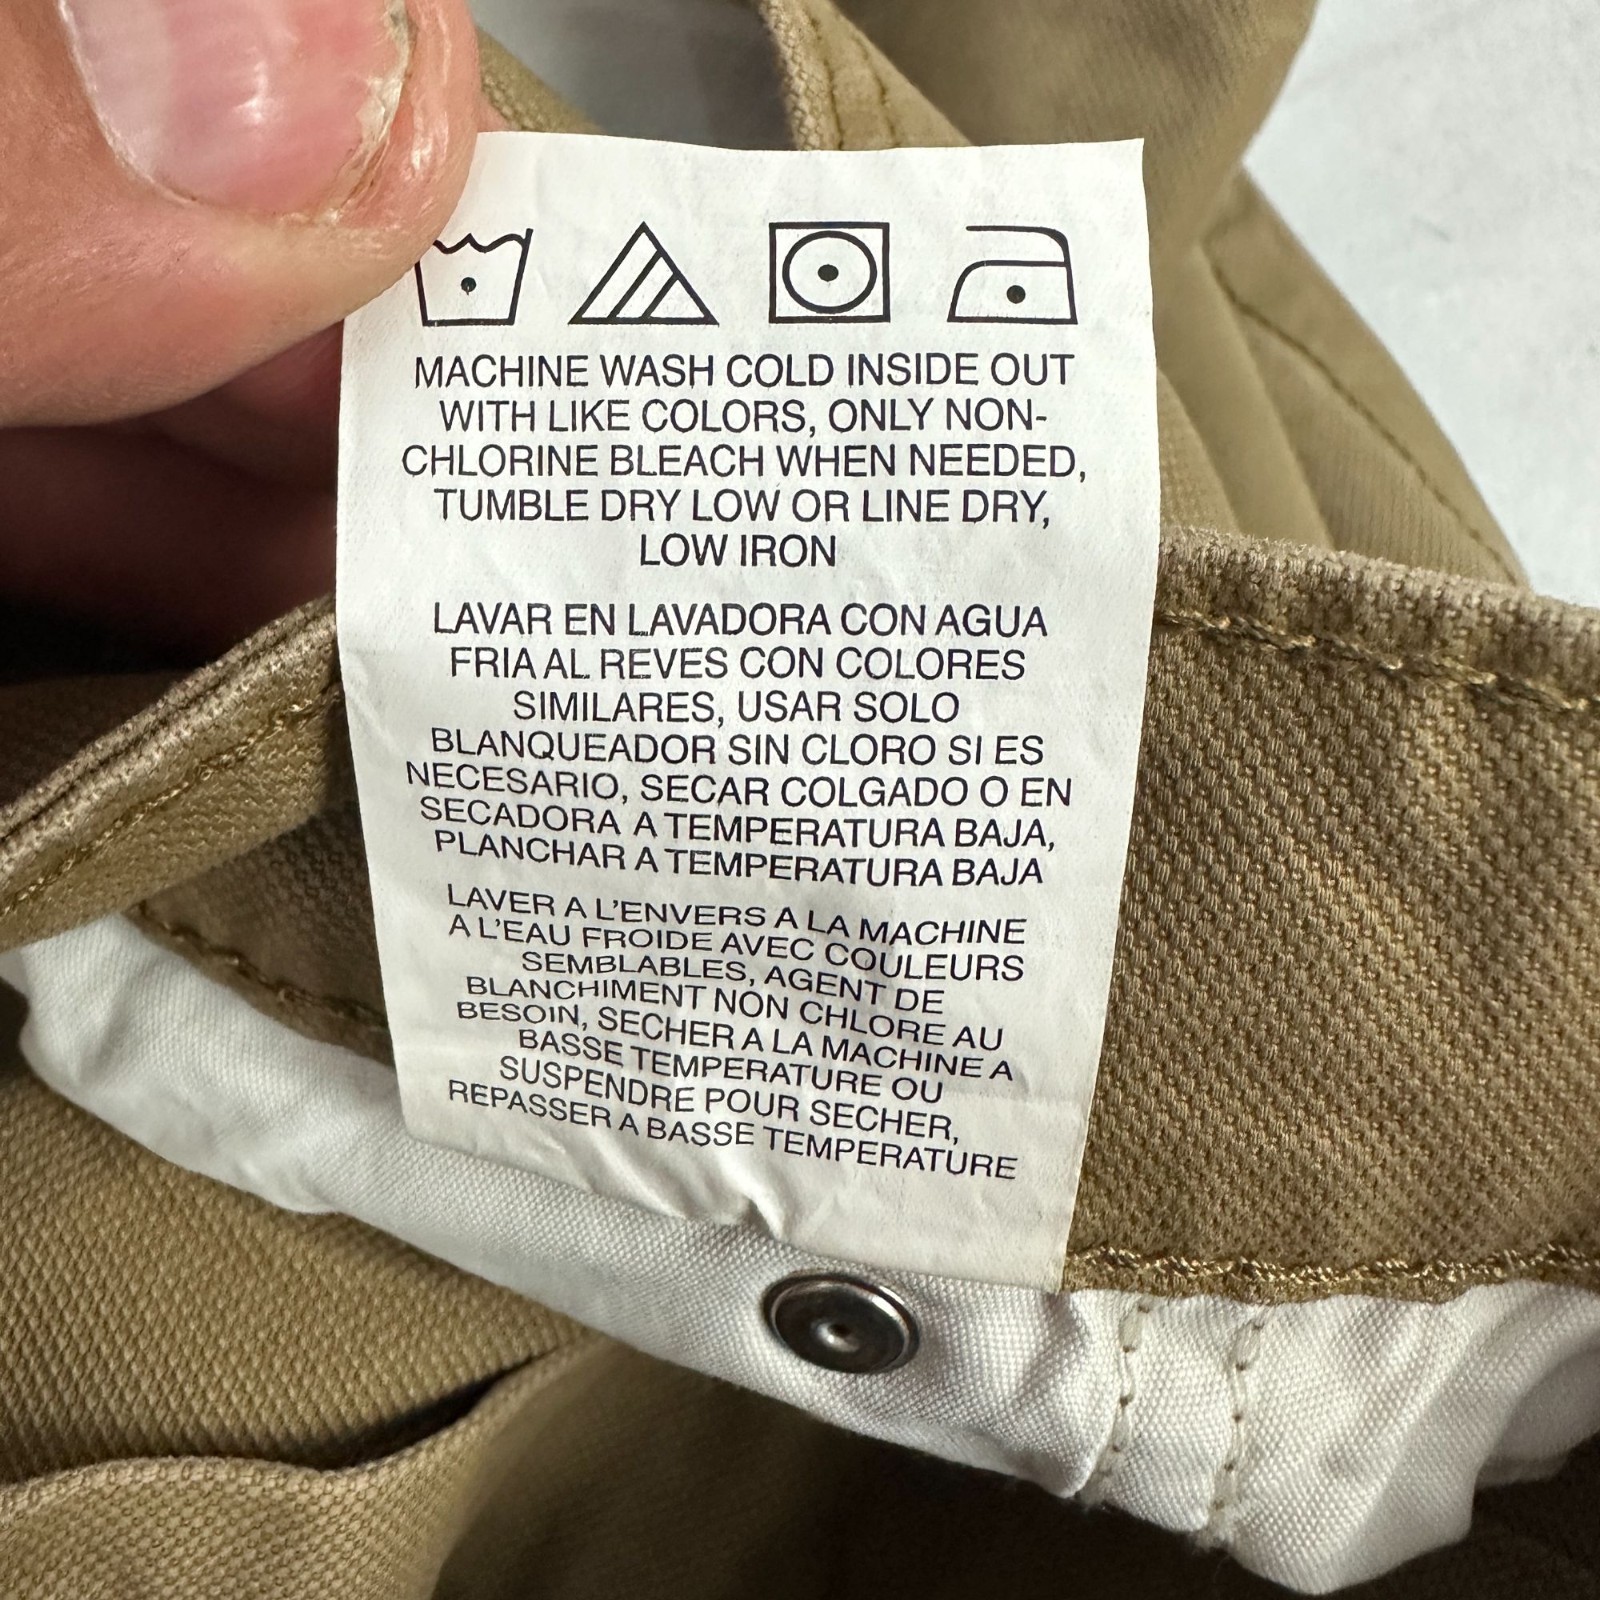 MACHINE WASH COLD INSIDE OUT
WITH LIKE COLORS, ONLY NON-
CHLORINE BLEACH WHEN NEEDED,
TUMBLE DRY LOW OR LINE DRY,
LOW IRON
LAVAR EN LAVADORA CON AGUA
FRIA AL REVES CON COLORES
SIMILARES, USAR SOLO
BLANQUEADOR SIN CLORO SI ES
NECESARIO, SECAR COLGADO O EN
SECADORA A TEMPERATURA BAJA,
PLANCHAR A TEMPERATURA BAJA
LAVER A L'ENVERS A LA MACHINE
A L'EAU FROIDE AVEC COULEURS
SEMBLABLES, AGENT DE
BLANCHIMENT NON CHLORE AU
BESOIN, SECHER A LA MACHINE A
BASSE TEMPERATURE OU
SUSPENDRE POUR SECHER,
REPASSER A BASSE TEMPERATURE